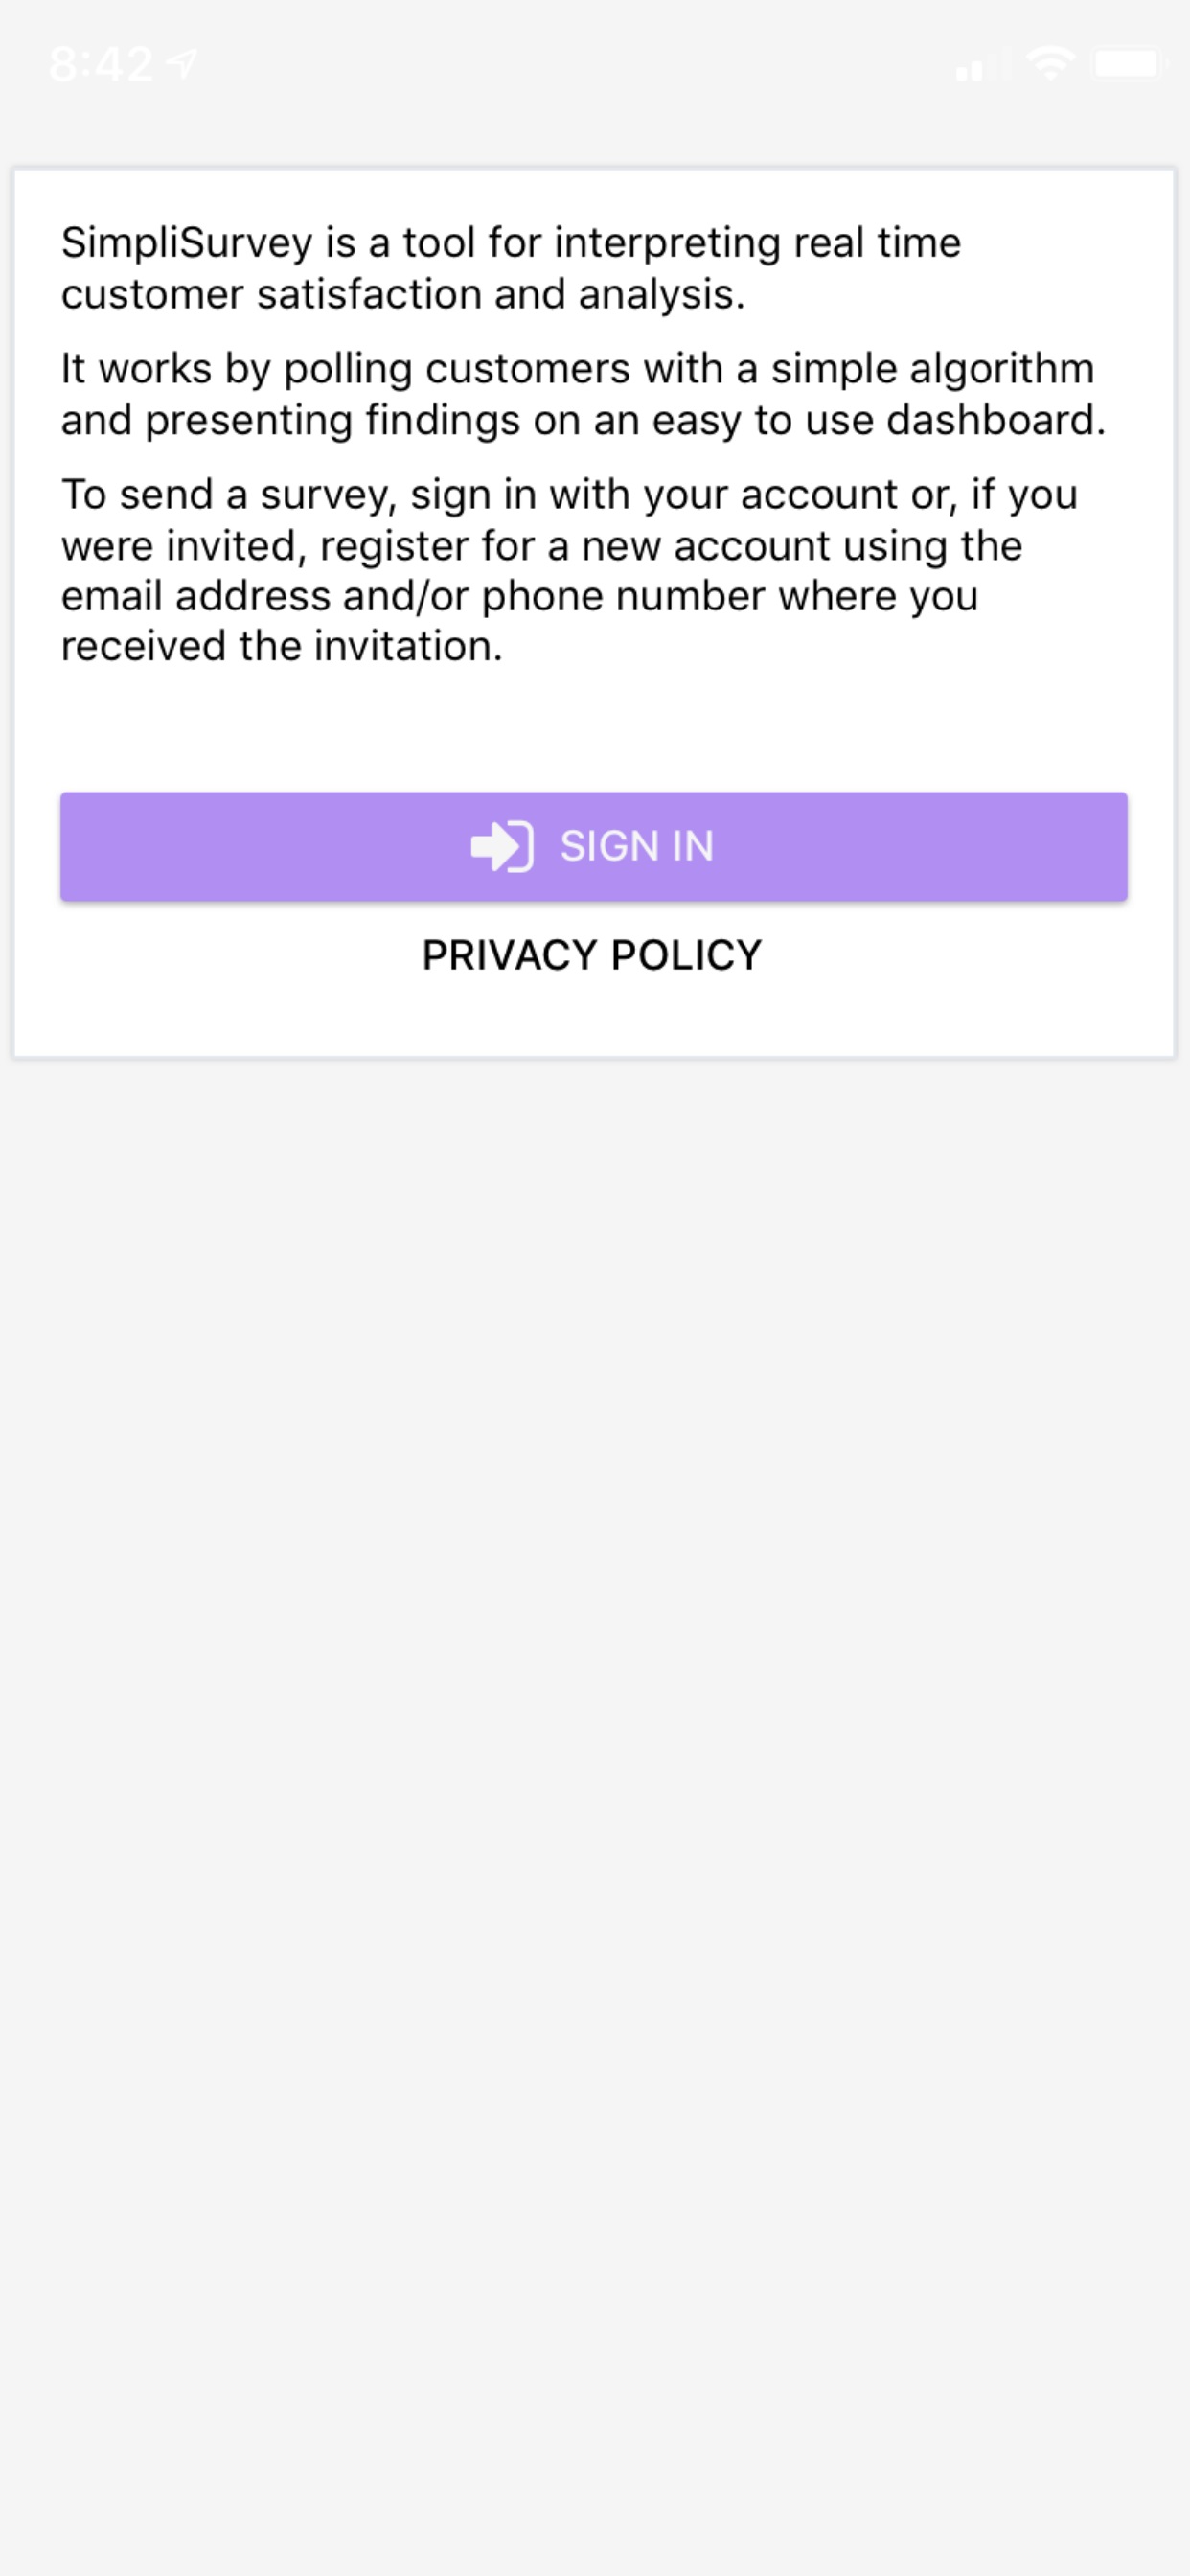 8:42
SimpliSurvey is a tool for interpreting real time
customer satisfaction and analysis.
It works by polling customers with a simple algorithm
and presenting findings on an easy to use dashboard.
To send a survey, sign in with your account or, if you
were invited, register for a new account using the
email address and/or phone number where you
received the invitation.
SIGN IN
PRIVACY POLICY